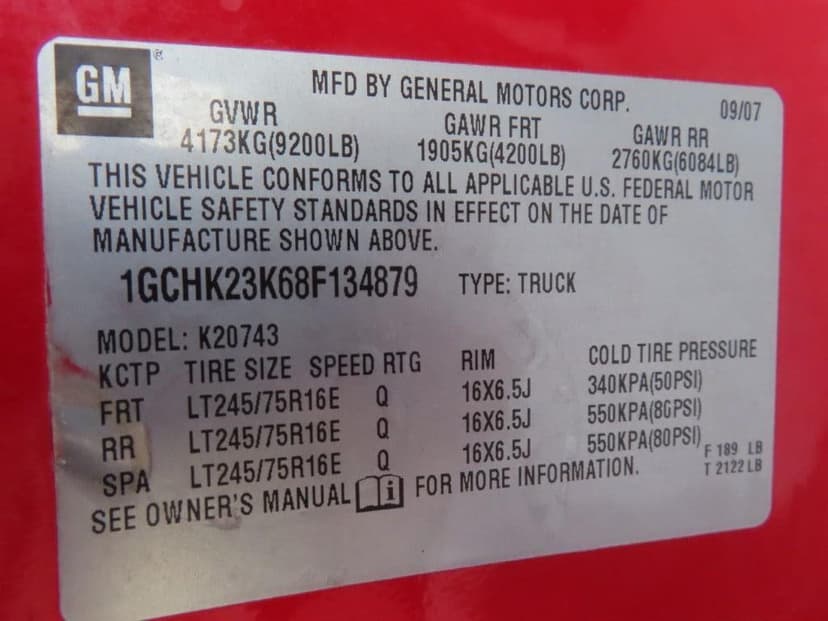 GM ®
MFD BY GENERAL MOTORS CORP. 09/07
GVWR GAWR FRT GAWR RR
4173KG(9200LB) 1905KG(4200LB) 2760KG(6084LB)
THIS VEHICLE CONFORMS TO ALL APPLICABLE U.S. FEDERAL MOTOR
VEHICLE SAFETY STANDARDS IN EFFECT ON THE DATE OF
MANUFACTURE SHOWN ABOVE.
1GCHK23K68F134879 TYPE: TRUCK
MODEL: K20743
KCTP TIRE SIZE SPEED RTG RIM COLD TIRE PRESSURE
FRT LT245/75R16E Q 16X6.5J 340KPA(50PSI)
RR LT245/75R16E Q 16X6.5J 550KPA(80PSI)
SPA LT245/75R16E Q 16X6.5J 550KPA(80PSI)
F 189 LB
T 2122 LB
SEE OWNER'S MANUAL i FOR MORE INFORMATION.